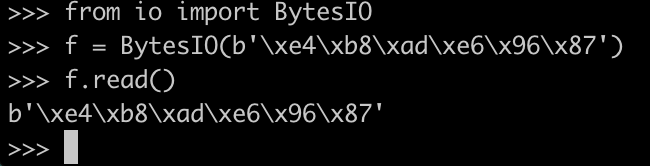 >>> from io import BytesIO
>>> f = BytesIO(b'\xe4\xb8\xad\xe6\x96\x87')
>>> f.read()
b'\xe4\xb8\xad\xe6\x96\x87'
>>>